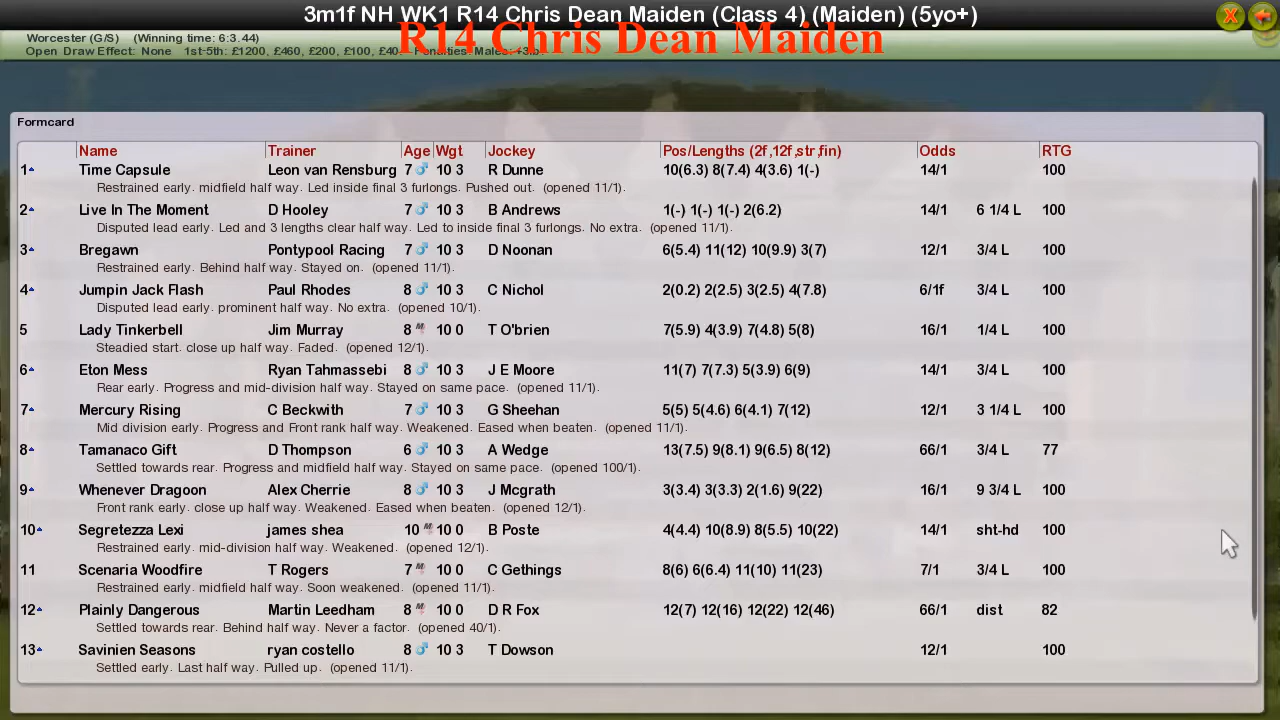 3m1f NH WK1 R14 Chris Dean Maiden (Class 4) (Maiden) (5yo+)
R14 Chris Dean Maiden
Worcester (G/S) (Winning time: 6:3.44)
Open Draw Effect: None 1st-5th: £1200, £460, £200, £100, £40. Penalties: Males: +3lb.
Formcard
Name Trainer Age Wgt Jockey Pos/Lengths (2f,12f,str,fin) Odds RTG
1 Time Capsule Leon van Rensburg 7 10 3 R Dunne 10(6.3) 8(7.4) 4(3.6) 1(-) 14/1 100
Restrained early. midfield half way. Led inside final 3 furlongs. Pushed out. (opened 11/1).
2 Live In The Moment D Hooley 7 10 3 B Andrews 1(-) 1(-) 1(-) 2(6.2) 14/1 6 1/4 L 100
Disputed lead early. Led and 3 lengths clear half way. Led to inside final 3 furlongs. No extra. (opened 11/1).
3 Bregawn Pontypool Racing 7 10 3 D Noonan 6(5.4) 11(12) 10(9.9) 3(7) 12/1 3/4 L 100
Restrained early. Behind half way. Stayed on. (opened 11/1).
4 Jumpin Jack Flash Paul Rhodes 8 10 3 C Nichol 2(0.2) 2(2.5) 3(2.5) 4(7.8) 6/1f 3/4 L 100
Disputed lead early. prominent half way. No extra. (opened 10/1).
5 Lady Tinkerbell Jim Murray 8 10 0 T O'brien 7(5.9) 4(3.9) 7(4.8) 5(8) 16/1 1/4 L 100
Steadied start. close up half way. Faded. (opened 12/1).
6 Eton Mess Ryan Tahmassebi 8 10 3 J E Moore 11(7) 7(7.3) 5(3.9) 6(9) 14/1 3/4 L 100
Rear early. Progress and mid-division half way. Stayed on same pace. (opened 11/1).
7 Mercury Rising C Beckwith 7 10 3 G Sheehan 5(5) 5(4.6) 6(4.1) 7(12) 12/1 3 1/4 L 100
Mid division early. Progress and Front rank half way. Weakened. Eased when beaten. (opened 11/1).
8 Tamanaco Gift D Thompson 6 10 3 A Wedge 13(7.5) 9(8.1) 9(6.5) 8(12) 66/1 3/4 L 77
Settled towards rear. Progress and midfield half way. Stayed on same pace. (opened 100/1).
9 Whenever Dragoon Alex Cherrie 8 10 3 J Mcgrath 3(3.4) 3(3.3) 2(1.6) 9(22) 16/1 9 3/4 L 100
Front rank early. close up half way. Weakened. Eased when beaten. (opened 12/1).
10 Segretezza Lexi james shea 10 10 0 B Poste 4(4.4) 10(8.9) 8(5.5) 10(22) 14/1 sht-hd 100
Restrained early. mid-division half way. Weakened. (opened 12/1).
11 Scenaria Woodfire T Rogers 7 10 0 C Gethings 8(6) 6(6.4) 11(10) 11(23) 7/1 3/4 L 100
Restrained early. midfield half way. Soon weakened. (opened 11/1).
12 Plainly Dangerous Martin Leedham 8 10 0 D R Fox 12(7) 12(16) 12(22) 12(46) 66/1 dist 82
Settled towards rear. Behind half way. Never a factor. (opened 40/1).
13 Savinien Seasons ryan costello 8 10 3 T Dowson 12/1 100
Settled early. Last half way. Pulled up. (opened 11/1).